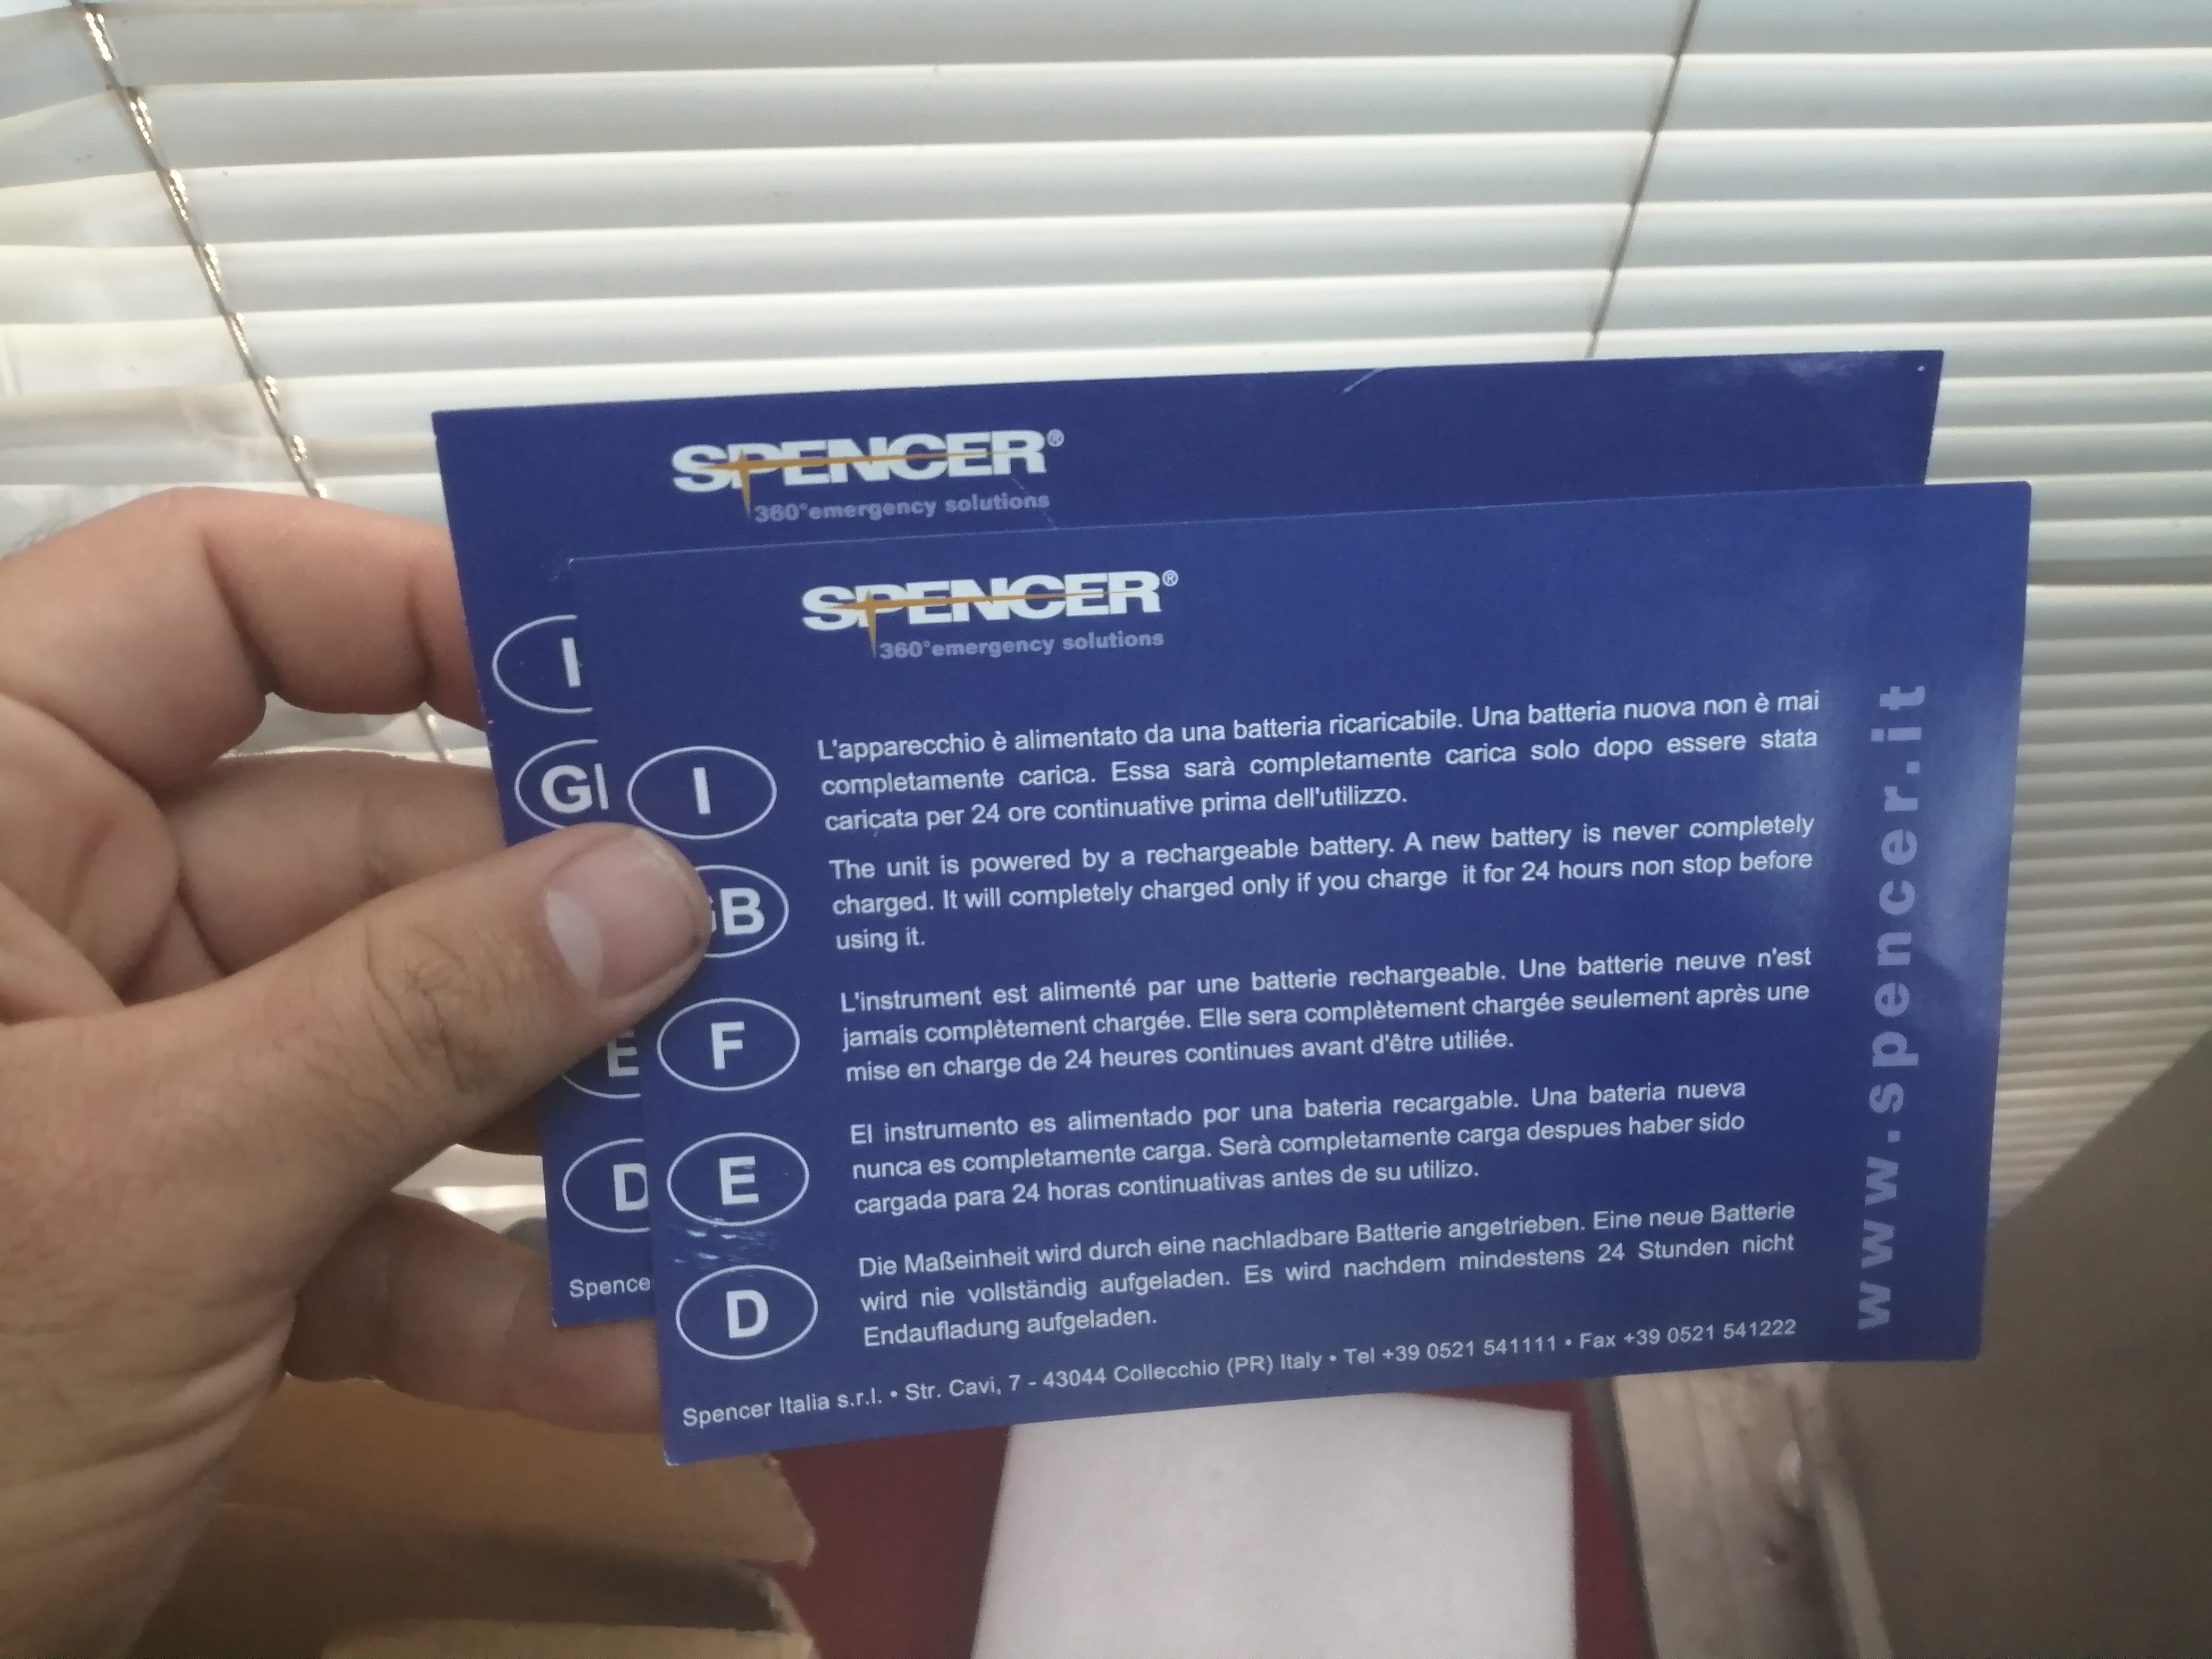 SPENCER®
360°emergency solutions
I
GI
E
D
Spence
SPENCER®
360°emergency solutions
I
L'apparecchio è alimentato da una batteria ricaricabile. Una batteria nuova non è mai
completamente carica. Essa sarà completamente carica solo dopo essere stata
caricata per 24 ore continuative prima dell'utilizzo.
GB
The unit is powered by a rechargeable battery. A new battery is never completely
charged. It will completely charged only if you charge it for 24 hours non stop before
using it.
F
L'instrument est alimenté par une batterie rechargeable. Une batterie neuve n'est
jamais complètement chargée. Elle sera complètement chargée seulement après une
mise en charge de 24 heures continues avant d'être utiliée.
E
El instrumento es alimentado por una bateria recargable. Una bateria nueva
nunca es completamente carga. Serà completamente carga despues haber sido
cargada para 24 horas continuativas antes de su utilizo.
D
Die Maßeinheit wird durch eine nachladbare Batterie angetrieben. Eine neue Batterie
wird nie vollständig aufgeladen. Es wird nachdem mindestens 24 Stunden nicht
Endaufladung aufgeladen.
Spencer Italia s.r.l. • Str. Cavi, 7 - 43044 Collecchio (PR) Italy • Tel +39 0521 541111 • Fax +39 0521 541222
www.spencer.it